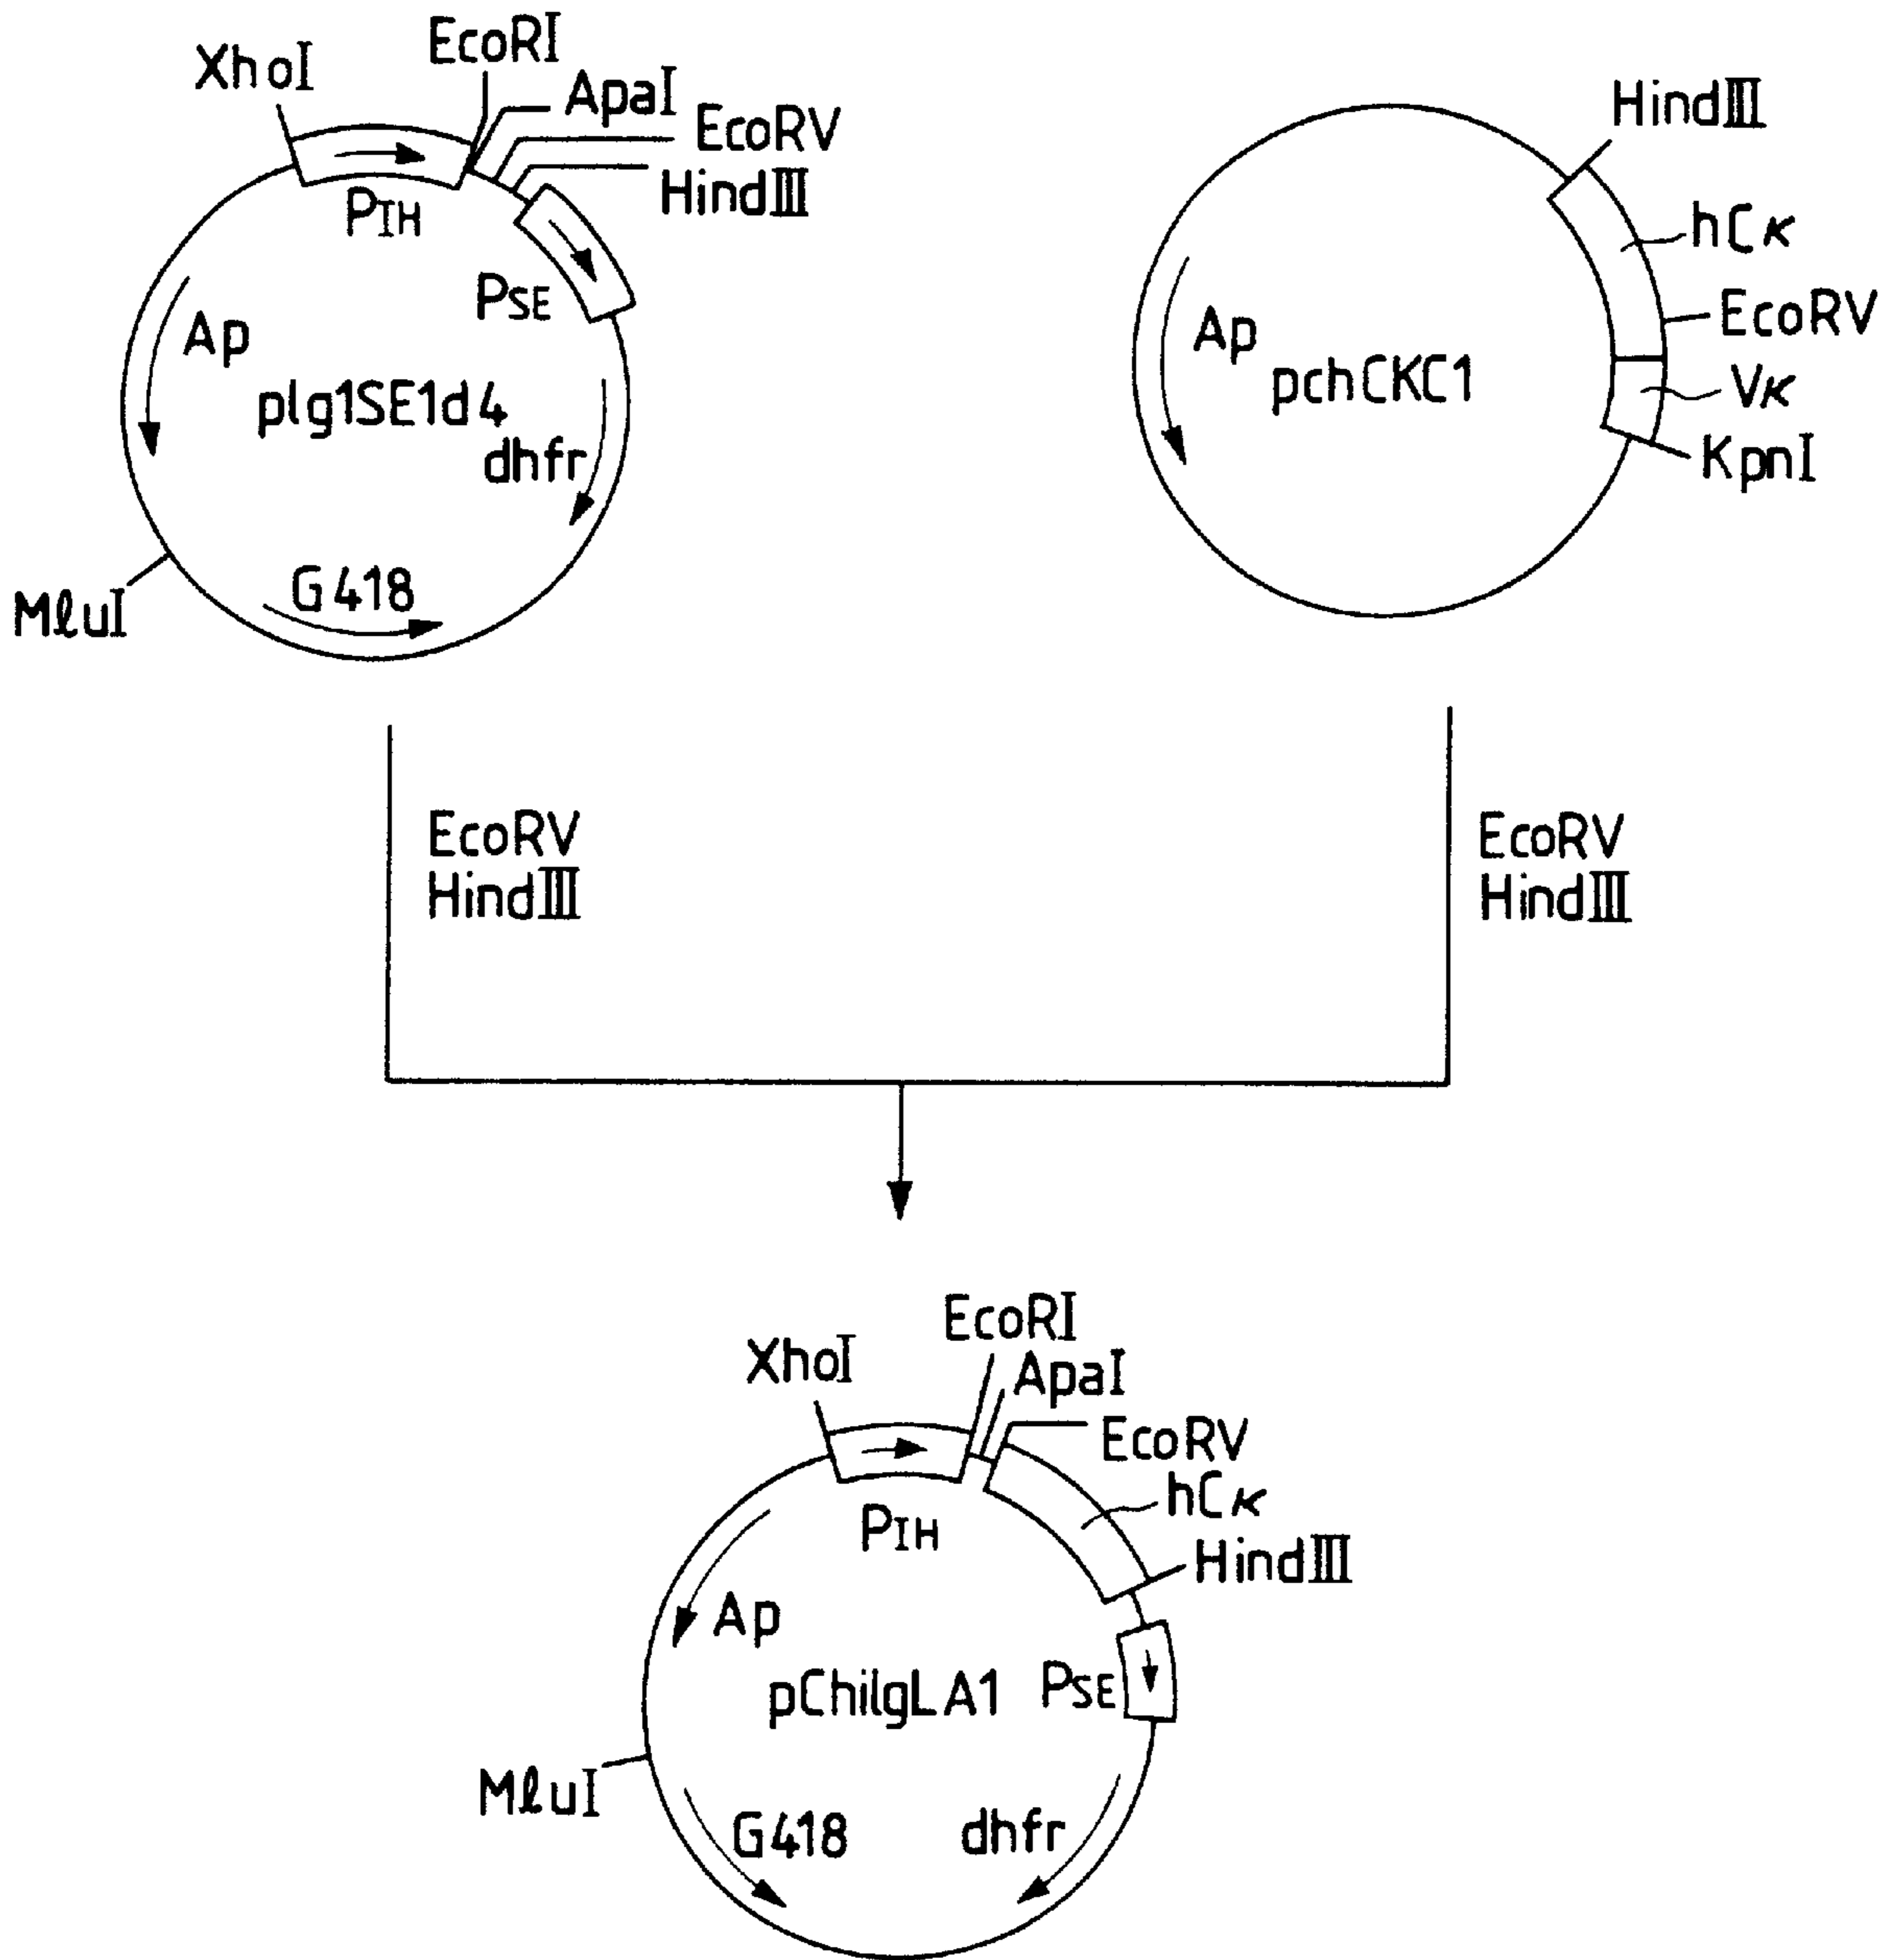 XhoI
EcoRI
ApaI
EcoRV
HindIII
PIH
PSE
Ap
pIg1SE1d4
dhfr
G418
MluI
HindIII
hCκ
EcoRV
Vκ
KpnI
Ap
pchCKC1
EcoRV
HindIII
EcoRV
HindIII
XhoI
EcoRI
ApaI
EcoRV
hCκ
HindIII
PIH
Ap
pChiIgLA1
PSE
MluI
G418
dhfr